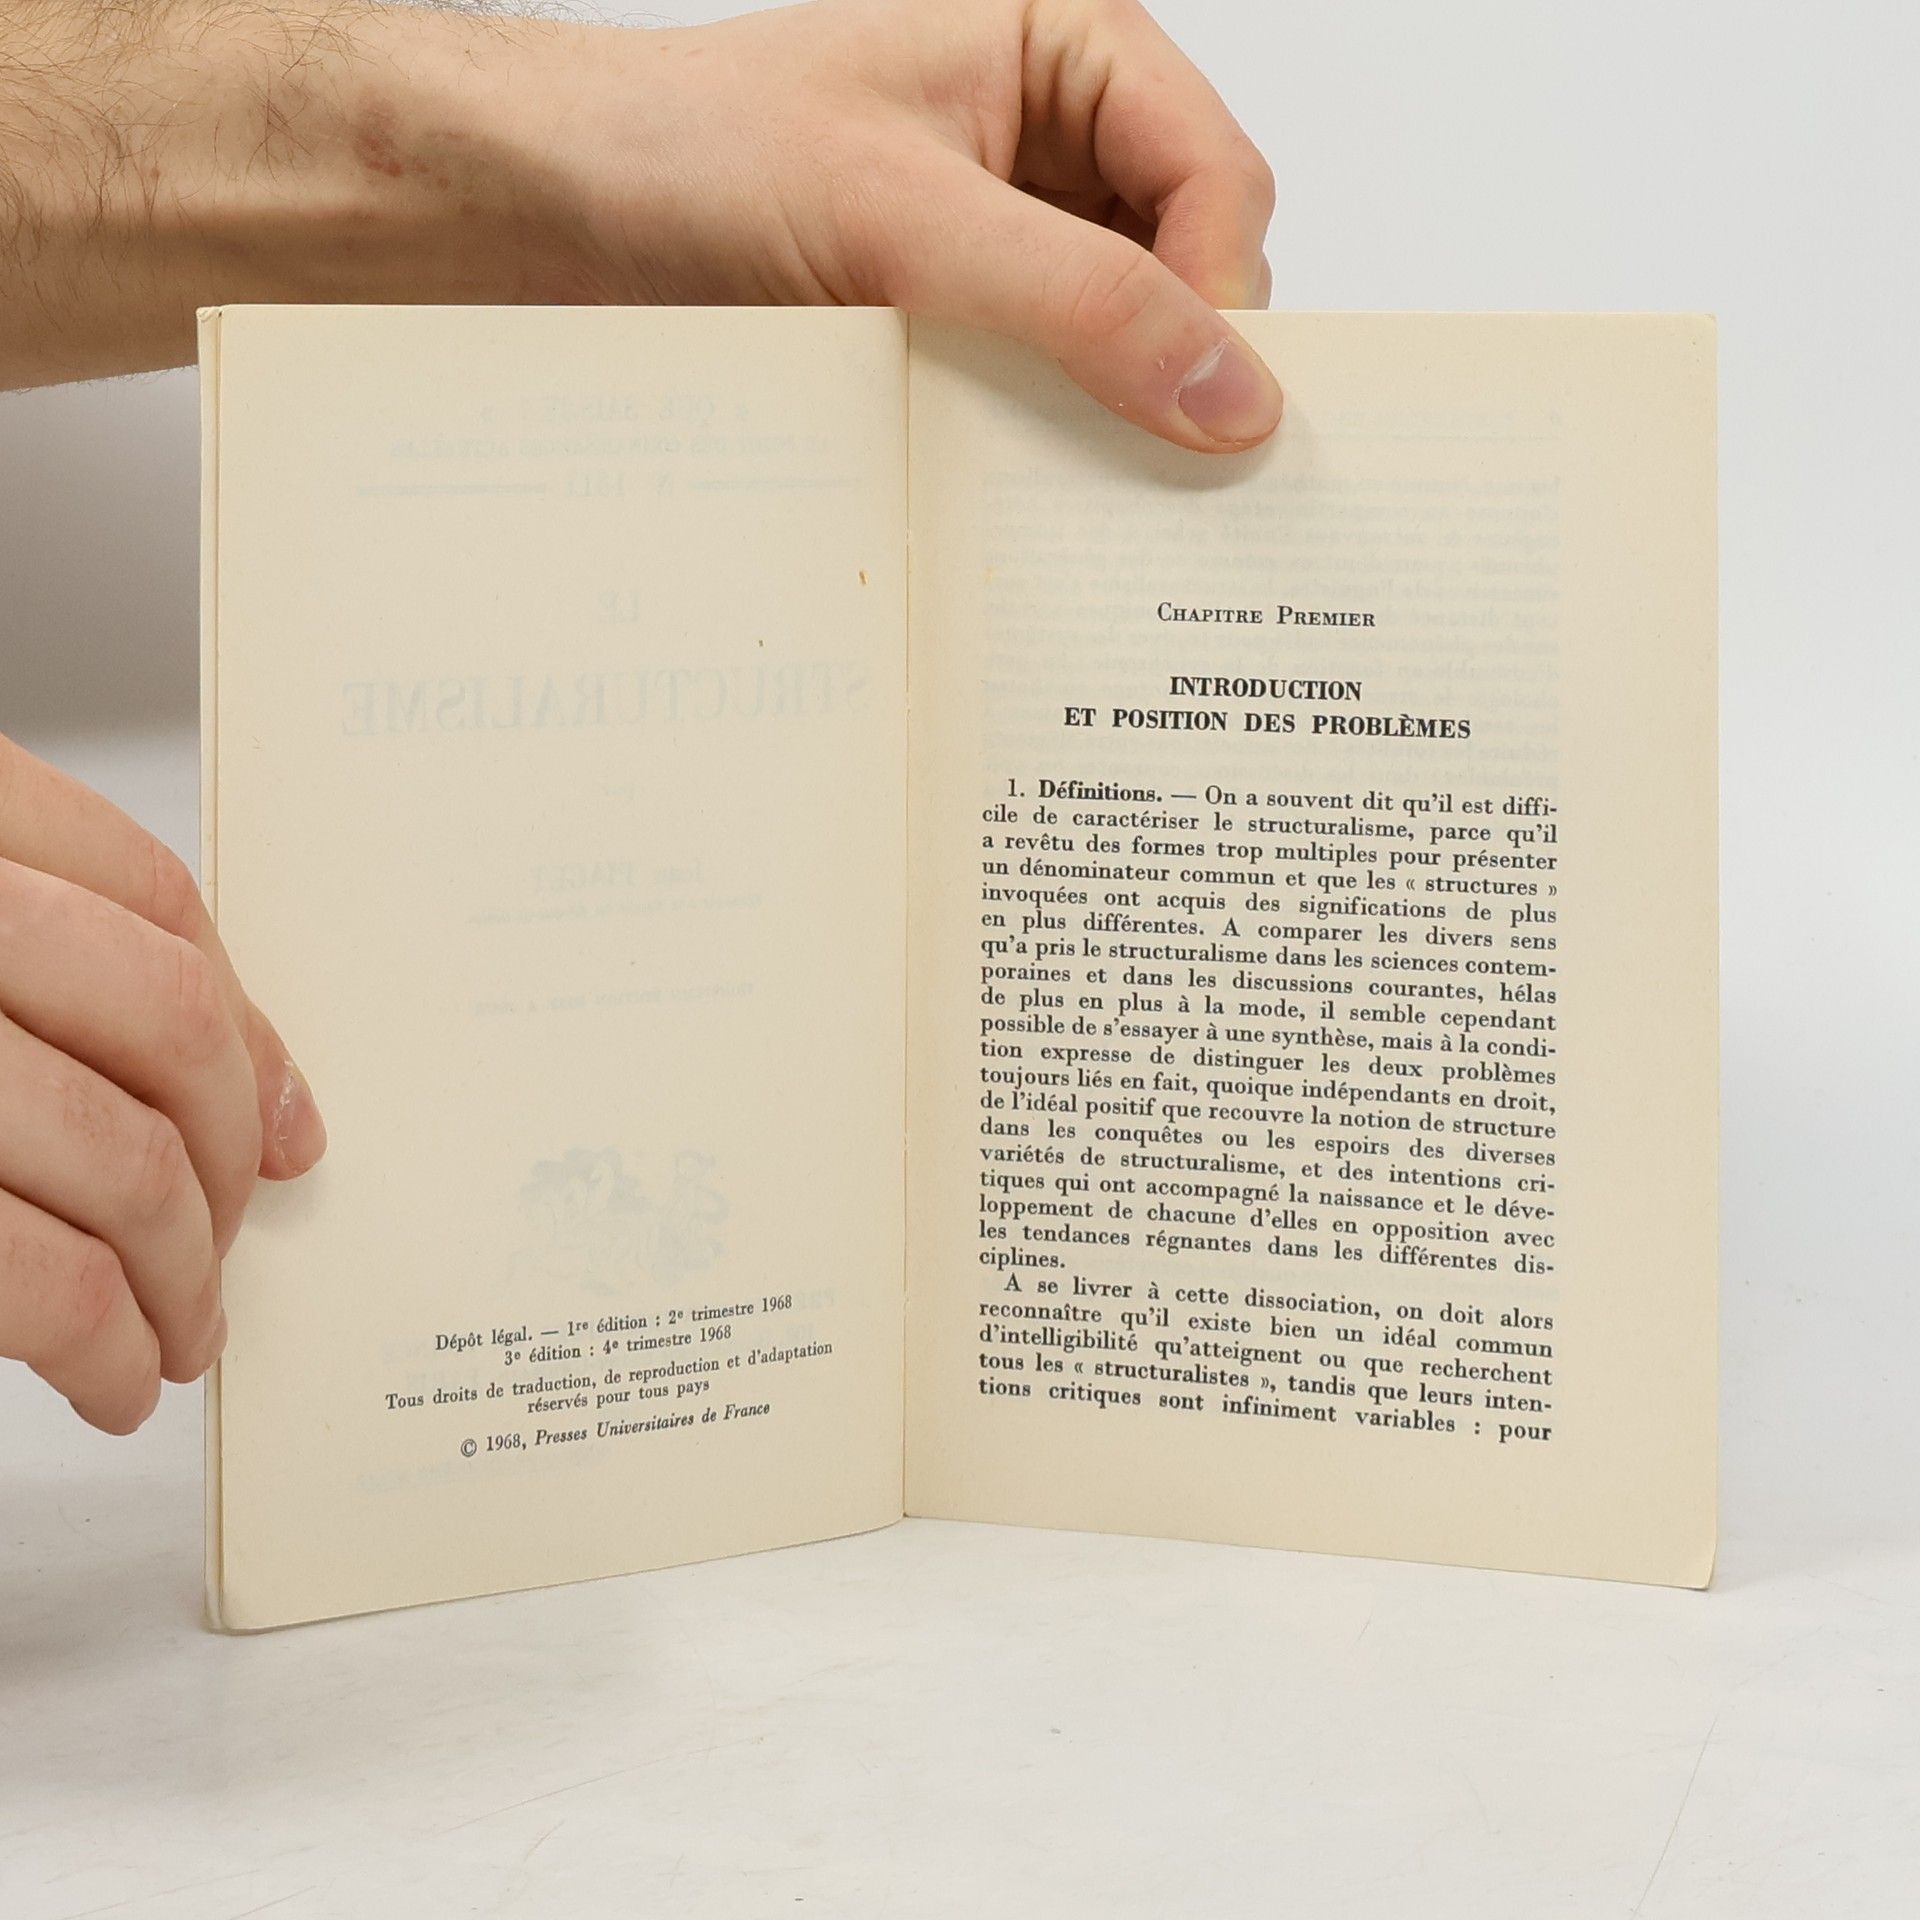 Dépôt légal. — 1re édition : 2e trimestre 1968
3e édition : 4e trimestre 1968
Tous droits de traduction, de reproduction et d'adaptation
réservés pour tous pays
© 1968, Presses Universitaires de France
CHAPITRE PREMIER
INTRODUCTION
ET POSITION DES PROBLÈMES
1. Définitions. — On a souvent dit qu'il est diffi-
cile de caractériser le structuralisme, parce qu'il
a revêtu des formes trop multiples pour présenter
un dénominateur commun et que les « structures »
invoquées ont acquis des significations de plus
en plus différentes. A comparer les divers sens
qu'a pris le structuralisme dans les sciences contem-
poraines et dans les discussions courantes, hélas
de plus en plus à la mode, il semble cependant
possible de s'essayer à une synthèse, mais à la condi-
tion expresse de distinguer les deux problèmes
toujours liés en fait, quoique indépendants en droit,
de l'idéal positif que recouvre la notion de structure
dans les conquêtes ou les espoirs des diverses
variétés de structuralisme, et des intentions cri-
tiques qui ont accompagné la naissance et le déve-
loppement de chacune d'elles en opposition avec
les tendances régnantes dans les différentes dis-
ciplines.
A se livrer à cette dissociation, on doit alors
reconnaître qu'il existe bien un idéal commun
d'intelligibilité qu'atteignent ou que recherchent
tous les « structuralistes », tandis que leurs inten-
tions critiques sont infiniment variables : pour